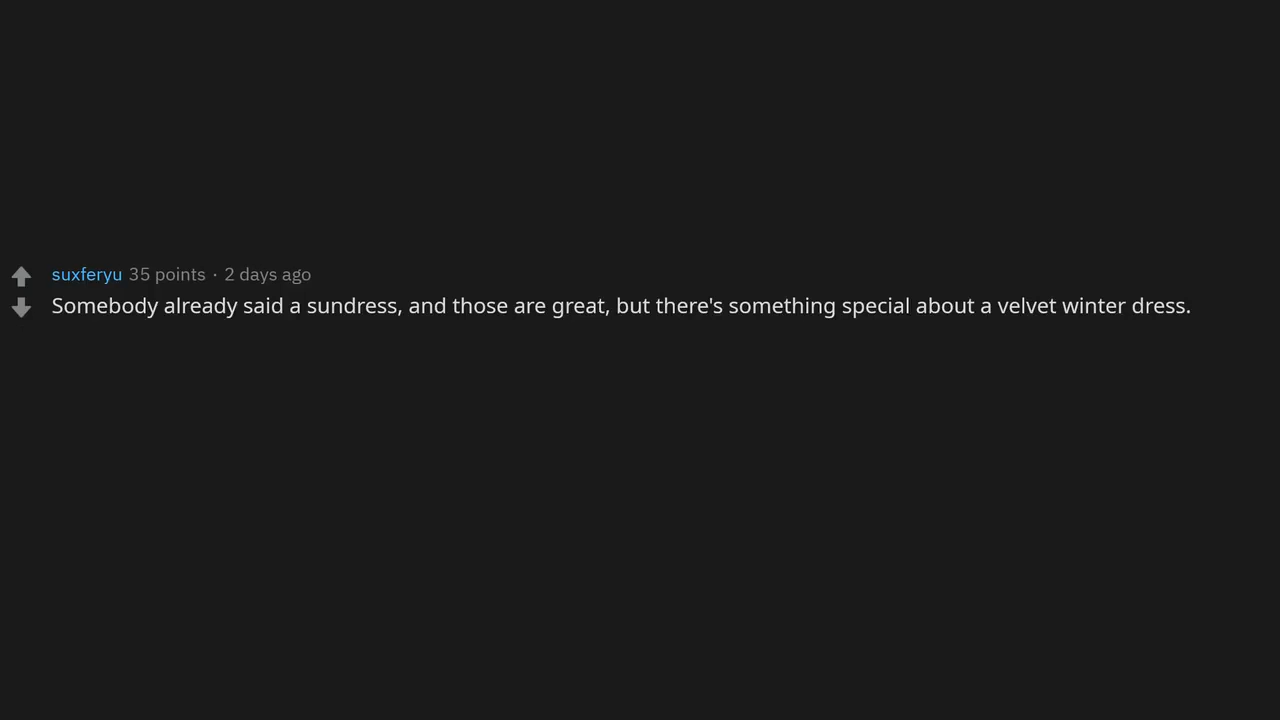 suxferyu 35 points · 2 days ago
Somebody already said a sundress, and those are great, but there's something special about a velvet winter dress.